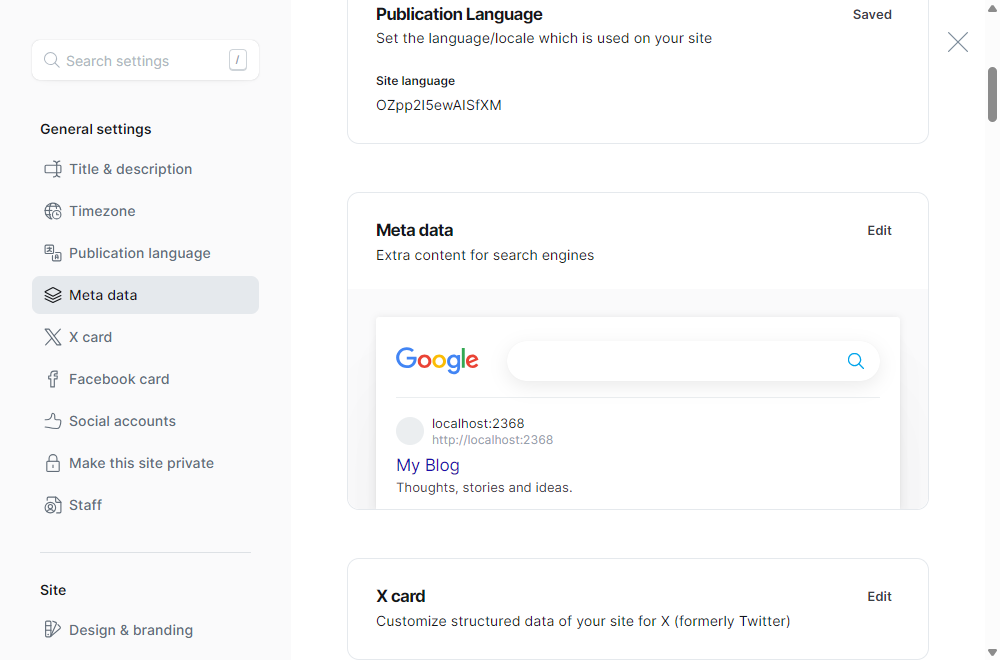 Search settings /
General settings
Title & description
Timezone
Publication language
Meta data
X card
Facebook card
Social accounts
Make this site private
Staff
Site
Design & branding
Publication Language
Saved
Set the language/locale which is used on your site
Site language
OZpp2I5ewAISfXM
Meta data
Edit
Extra content for search engines
Google
localhost:2368
http://localhost:2368
My Blog
Thoughts, stories and ideas.
X card
Edit
Customize structured data of your site for X (formerly Twitter)